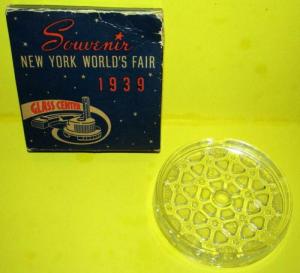 Souvenir
NEW YORK WORLD'S FAIR
1939
GLASS CENTER